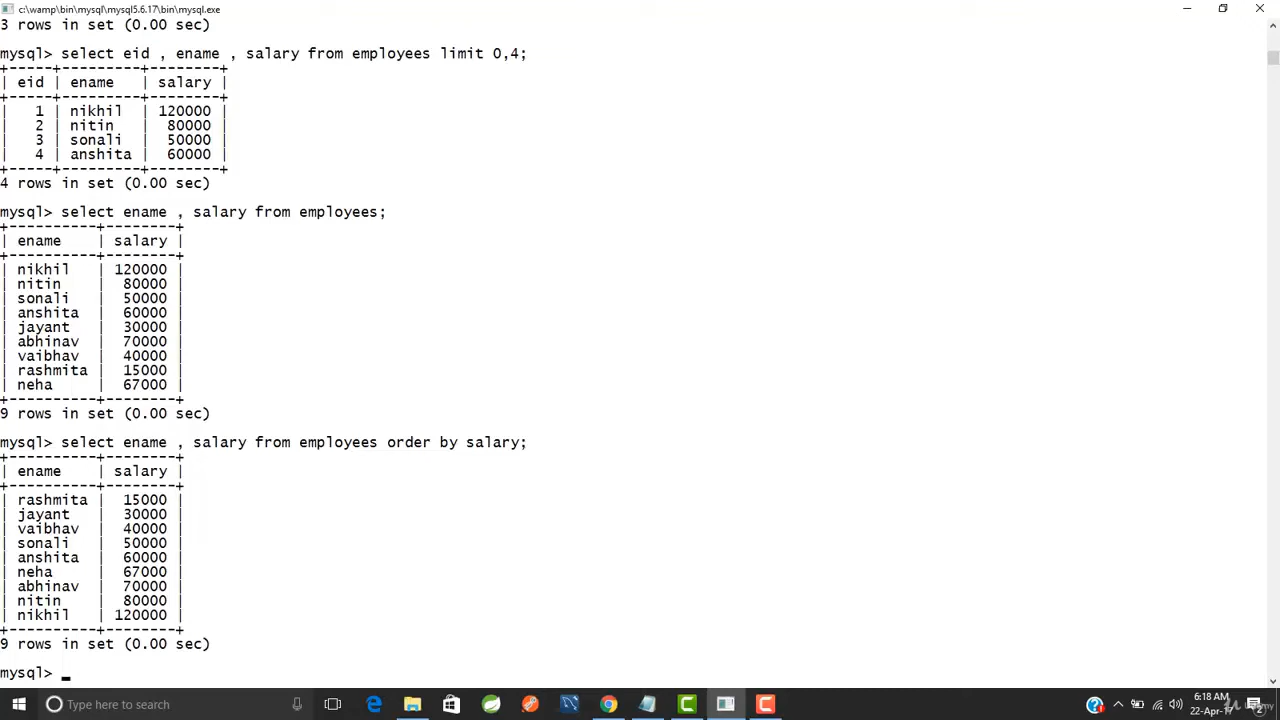 c:\wamp\bin\mysql\mysql5.6.17\bin\mysql.exe
3 rows in set (0.00 sec)
mysql> select eid , ename , salary from employees limit 0,4;
+-----+---------+--------+
| eid | ename   | salary |
+-----+---------+--------+
|   1 | nikhil  | 120000 |
|   2 | nitin   |  80000 |
|   3 | sonali  |  50000 |
|   4 | anshita |  60000 |
+-----+---------+--------+
4 rows in set (0.00 sec)
mysql> select ename , salary from employees;
+----------+--------+
| ename    | salary |
+----------+--------+
| nikhil   | 120000 |
| nitin    |  80000 |
| sonali   |  50000 |
| anshita  |  60000 |
| jayant   |  30000 |
| abhinav  |  70000 |
| vaibhav  |  40000 |
| rashmita |  15000 |
| neha     |  67000 |
+----------+--------+
9 rows in set (0.00 sec)
mysql> select ename , salary from employees order by salary;
+----------+--------+
| ename    | salary |
+----------+--------+
| rashmita |  15000 |
| jayant   |  30000 |
| vaibhav  |  40000 |
| sonali   |  50000 |
| anshita  |  60000 |
| neha     |  67000 |
| abhinav  |  70000 |
| nitin    |  80000 |
| nikhil   | 120000 |
+----------+--------+
9 rows in set (0.00 sec)
mysql> _
Type here to search
6:18 AM
22-Apr-17